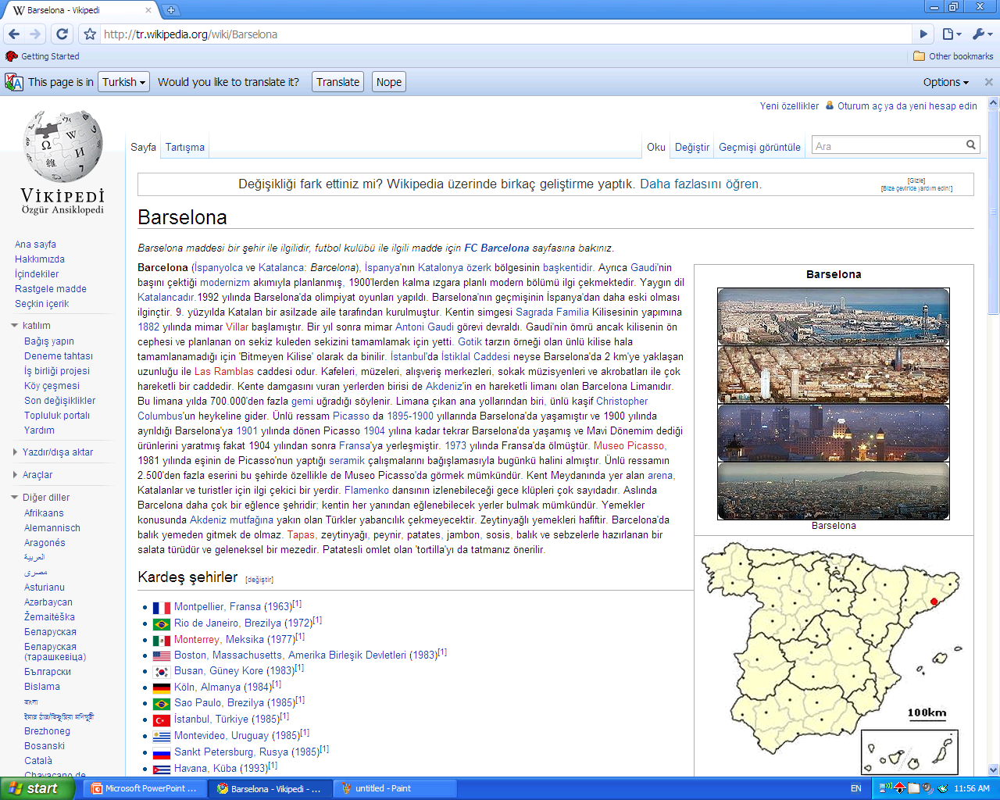 Barselona - Vikipedi
http://tr.wikipedia.org/wiki/Barselona
Getting Started
Other bookmarks
This page is in Turkish Would you like to translate it? Translate Nope Options
Yeni özellikler Oturum aç ya da yeni hesap edin
VİKİPEDİ
Özgür Ansiklopedi
Sayfa Tartışma Oku Değiştir Geçmişi görüntüle Ara
Değişikliği fark ettiniz mi? Wikipedia üzerinde birkaç geliştirme yaptık. Daha fazlasını öğren.
[Gizle]
[Bize çeviride yardım edin!]
Ana sayfa
Hakkımızda
İçindekiler
Rastgele madde
Seçkin içerik
katılım
Bağış yapın
Deneme tahtası
İş birliği projesi
Köy çeşmesi
Son değişiklikler
Topluluk portalı
Yardım
Yazdır/dışa aktar
Araçlar
Diğer diller
Afrikaans
Alemannisch
Aragonés
العربية
مصرى
Asturianu
Azərbaycan
Žemaitėška
Беларуская
Беларуская
(тарашкевіца)
Български
Bislama
বাংলা
ইমার ঠার/বিষ্ণুপ্রিয়া মণিপুরী
Brezhoneg
Bosanski
Català
Chavacano de
Barselona
Barselona maddesi bir şehir ile ilgilidir, futbol kulübü ile ilgili madde için FC Barcelona sayfasına bakınız.
Barcelona (İspanyolca ve Katalanca: Barcelona), İspanya'nın Katalonya özerk bölgesinin başkentidir. Ayrıca Gaudi'nin
başını çektiği modernizm akımıyla planlanmış, 1900'lerden kalma ızgara planlı modern bölümü ilgi çekmektedir. Yaygın dil
Katalancadır.1992 yılında Barselona'da olimpiyat oyunları yapıldı. Barselona'nın geçmişinin İspanya'dan daha eski olması
ilginçtir. 9. yüzyılda Katalan bir asilzade aile tarafından kurulmuştur. Kentin simgesi Sagrada Familia Kilisesinin yapımına
1882 yılında mimar Villar başlamıştır. Bir yıl sonra mimar Antoni Gaudi görevi devraldı. Gaudi'nin ömrü ancak kilisenin ön
cephesi ve planlanan on sekiz kuleden sekizini tamamlamak için yetti. Gotik tarzın örneği olan ünlü kilise hala
tamamlanamadığı için 'Bitmeyen Kilise' olarak da binilir. İstanbul'da İstiklal Caddesi neyse Barselona'da 2 km'ye yaklaşan
uzunluğu ile Las Ramblas caddesi odur. Kafeleri, müzeleri, alışveriş merkezleri, sokak müzisyenleri ve akrobatları ile çok
hareketli bir caddedir. Kente damgasını vuran yerlerden birisi de Akdeniz'in en hareketli limanı olan Barcelona Limanıdır.
Bu limana yılda 700.000'den fazla gemi uğradığı söylenir. Limana çıkan ana yollarından biri, ünlü kaşif Christopher
Columbus'un heykeline gider. Ünlü ressam Picasso da 1895-1900 yıllarında Barselona'da yaşamıştır ve 1900 yılında
ayrıldığı Barselona'ya 1901 yılında dönen Picasso 1904 yılına kadar tekrar Barselona'da yaşamış ve Mavi Dönemim dediği
ürünlerini yaratmış fakat 1904 yılından sonra Fransa'ya yerleşmiştir. 1973 yılında Fransa'da ölmüştür. Museo Picasso,
1981 yılında eşinin de Picasso'nun yaptığı seramik çalışmalarını bağışlamasıyla bugünkü halini almıştır. Ünlü ressamın
2.500'den fazla eserini bu şehirde özellikle de Museo Picasso'da görmek mümkündür. Kent Meydanında yer alan arena,
Katalanlar ve turistler için ilgi çekici bir yerdir. Flamenko dansının izlenebileceği gece klüpleri çok sayıdadır. Aslında
Barcelona daha çok bir eğlence şehridir; kentin her yanından eğlenebilecek yerler bulmak mümkündür. Yemekler
konusunda Akdeniz mutfağına yakın olan Türkler yabancılık çekmeyecektir. Zeytinyağlı yemekleri hafiftir. Barcelona'da
balık yemeden gitmek de olmaz. Tapas, zeytinyağı, peynir, patates, jambon, sosis, balık ve sebzelerle hazırlanan bir
salata türüdür ve geleneksel bir mezedir. Patatesli omlet olan 'tortilla'yı da tatmanız önerilir.
Kardeş şehirler [değiştir]
Montpellier, Fransa (1963)[1]
Rio de Janeiro, Brezilya (1972)[1]
Monterrey, Meksika (1977)[1]
Boston, Massachusetts, Amerika Birleşik Devletleri (1983)[1]
Busan, Güney Kore (1983)[1]
Köln, Almanya (1984)[1]
Sao Paulo, Brezilya (1985)[1]
İstanbul, Türkiye (1985)[1]
Montevideo, Uruguay (1985)[1]
Sankt Petersburg, Rusya (1985)[1]
Havana, Küba (1993)[1]
Barselona
Barcelona
100km
start Microsoft PowerPoint ... Barselona - Vikipedi - ... untitled - Paint EN 11:56 AM